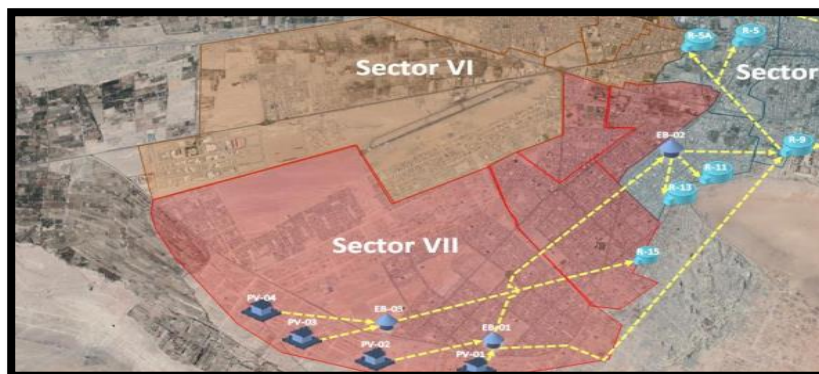 R-5A
R-5
Sector VI
Sector
EB-02
R-9
R-11
R-13
Sector VII
R-15
PV-04
EB-03
PV-03
EB-01
PV-02
PV-01